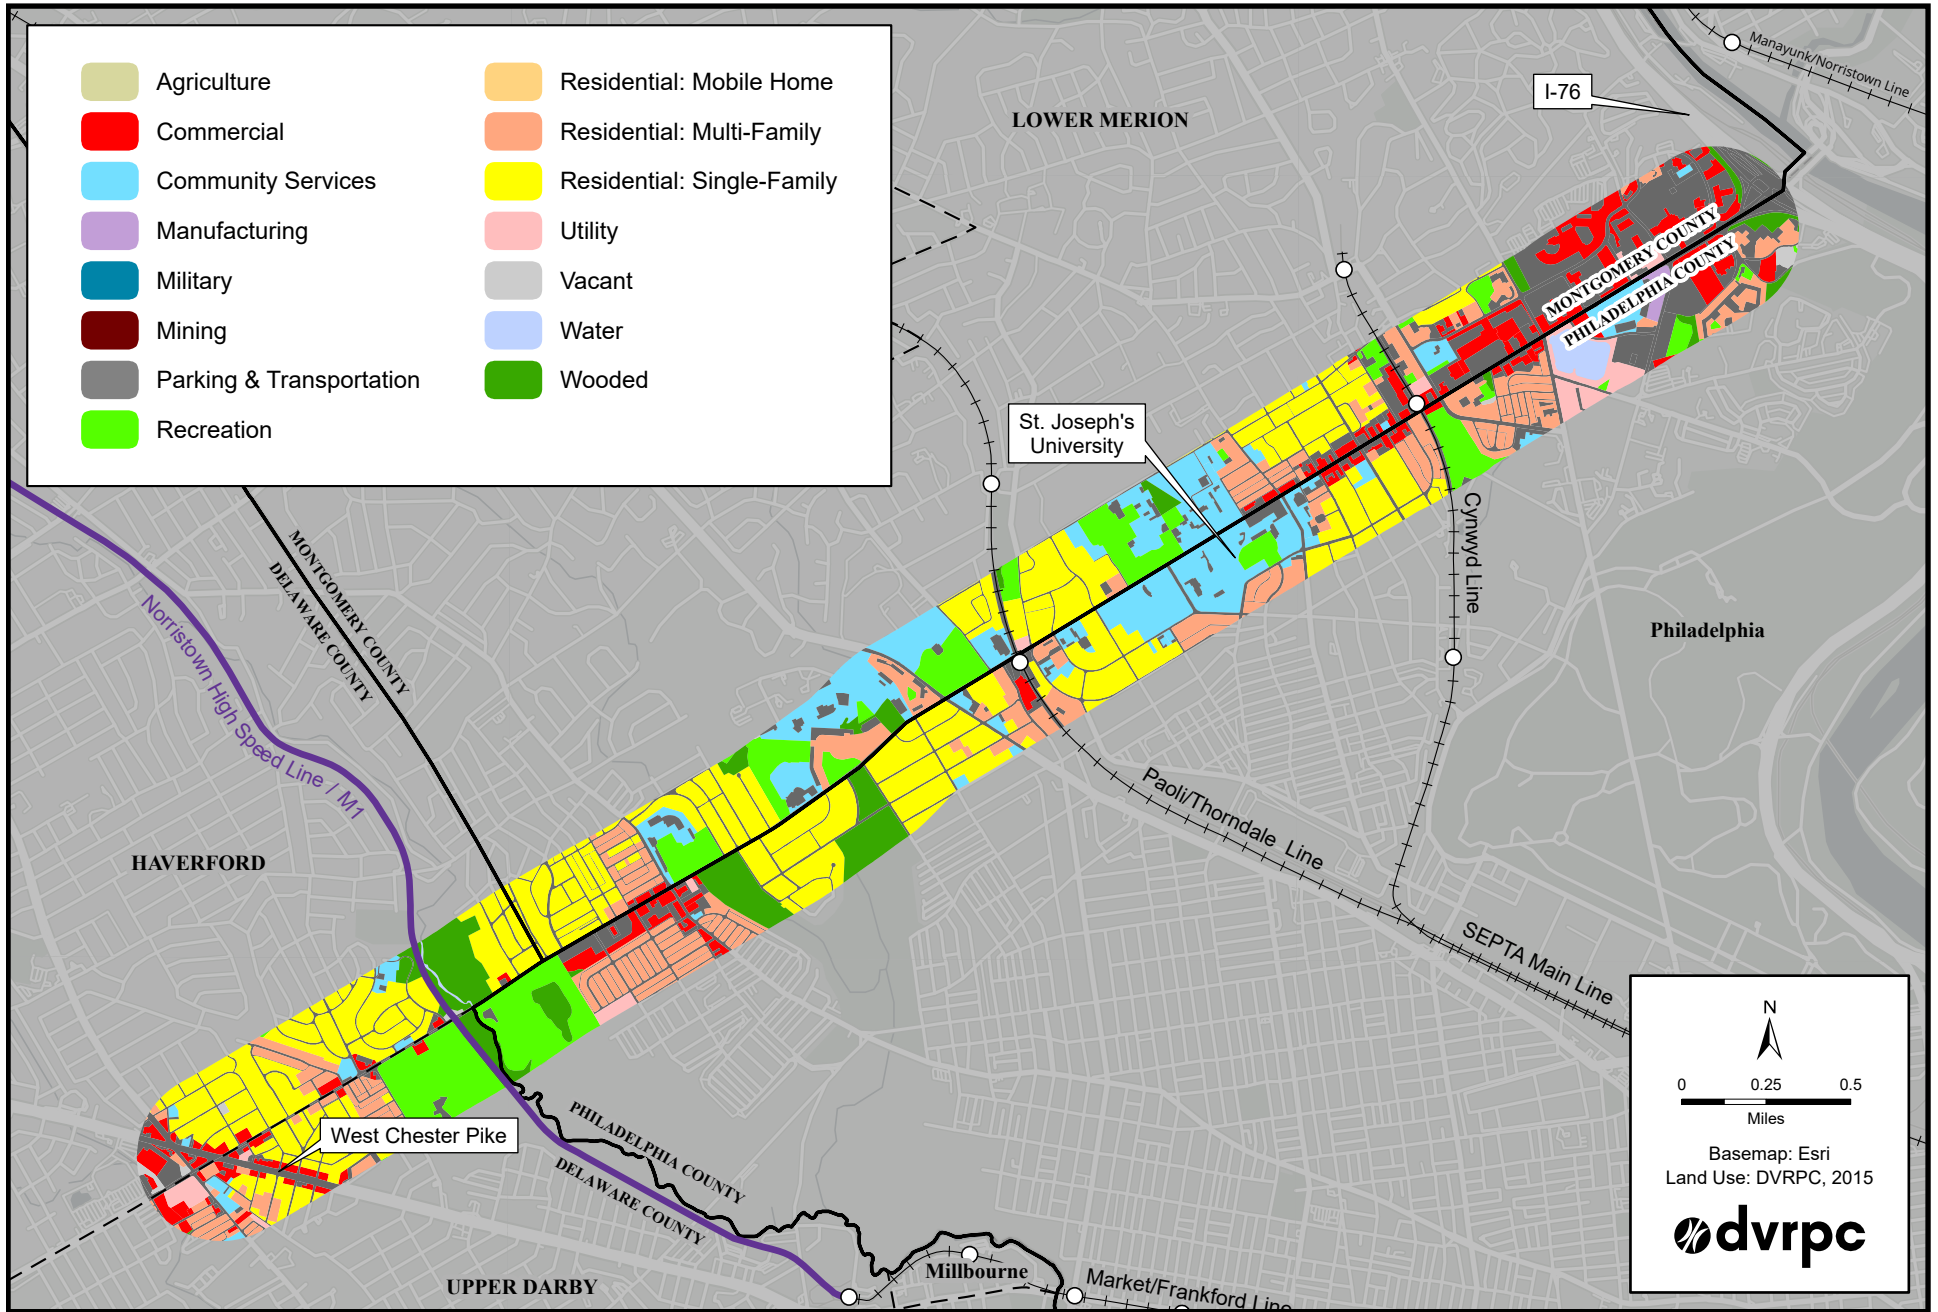 Agriculture
Commercial
Community Services
Manufacturing
Military
Mining
Parking & Transportation
Recreation
Residential: Mobile Home
Residential: Multi-Family
Residential: Single-Family
Utility
Vacant
Water
Wooded
Manayunk/Norristown Line
I-76
LOWER MERION
MONTGOMERY COUNTY
PHILADELPHIA COUNTY
St. Joseph's
University
Cynwyd Line
MONTGOMERY COUNTY
DELAWARE COUNTY
Norristown High Speed Line / M1
Philadelphia
Paoli/Thorndale Line
HAVERFORD
SEPTA Main Line
West Chester Pike
PHILADELPHIA COUNTY
DELAWARE COUNTY
UPPER DARBY
Millbourne
Market/Frankford Line
N
0 0.25 0.5
Miles
Basemap: Esri
Land Use: DVRPC, 2015
dvrpc